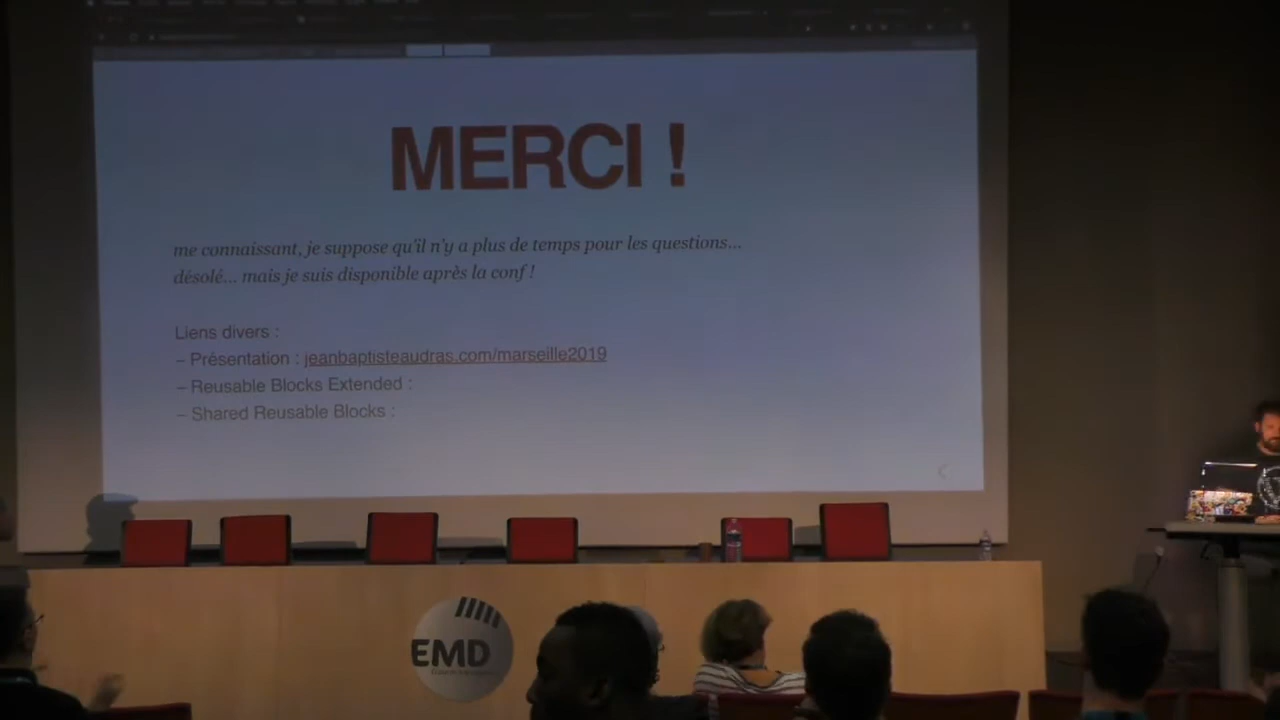 MERCI !
me connaissant, je suppose qu'il n'y a plus de temps pour les questions...
désolé... mais je suis disponible après la conf !
Liens divers :
– Présentation : jeanbaptisteaudras.com/marseille2019
– Reusable Blocks Extended :
– Shared Reusable Blocks :
EMD